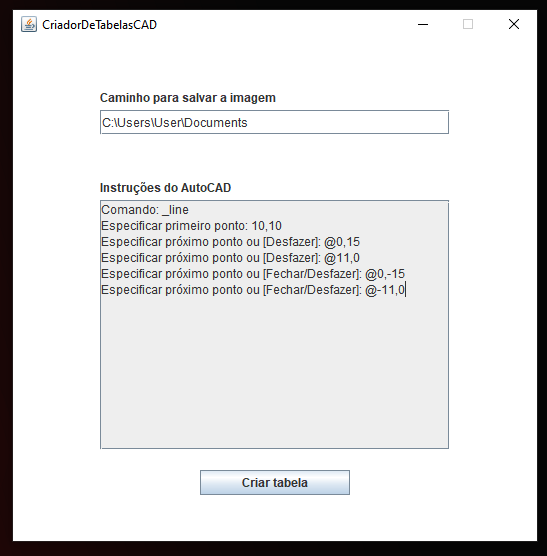 CriadorDeTabelasCAD
Caminho para salvar a imagem
C:\Users\User\Documents
Instruções do AutoCAD
Comando: _line
Especificar primeiro ponto: 10,10
Especificar próximo ponto ou [Desfazer]: @0,15
Especificar próximo ponto ou [Desfazer]: @11,0
Especificar próximo ponto ou [Fechar/Desfazer]: @0,-15
Especificar próximo ponto ou [Fechar/Desfazer]: @-11,0
Criar tabela